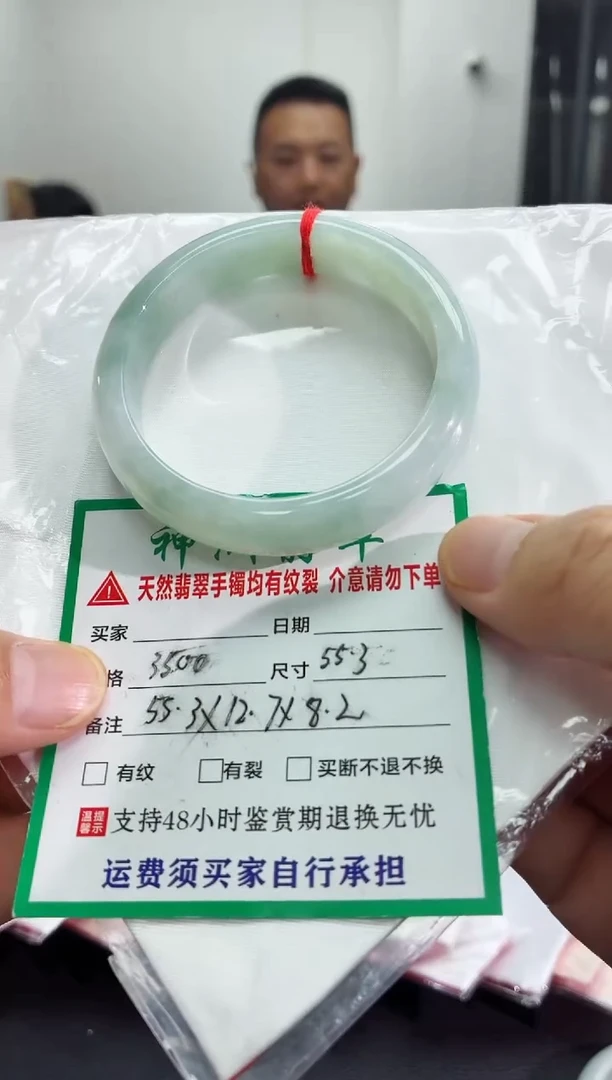 天然翡翠手镯均有纹裂 介意请勿下单
买家 日期
格 3500 尺寸 55.3
备注 55.3X12.7X8.2
有纹 有裂 买断不退不换
温馨提示 支持48小时鉴赏期退换无忧
运费须买家自行承担